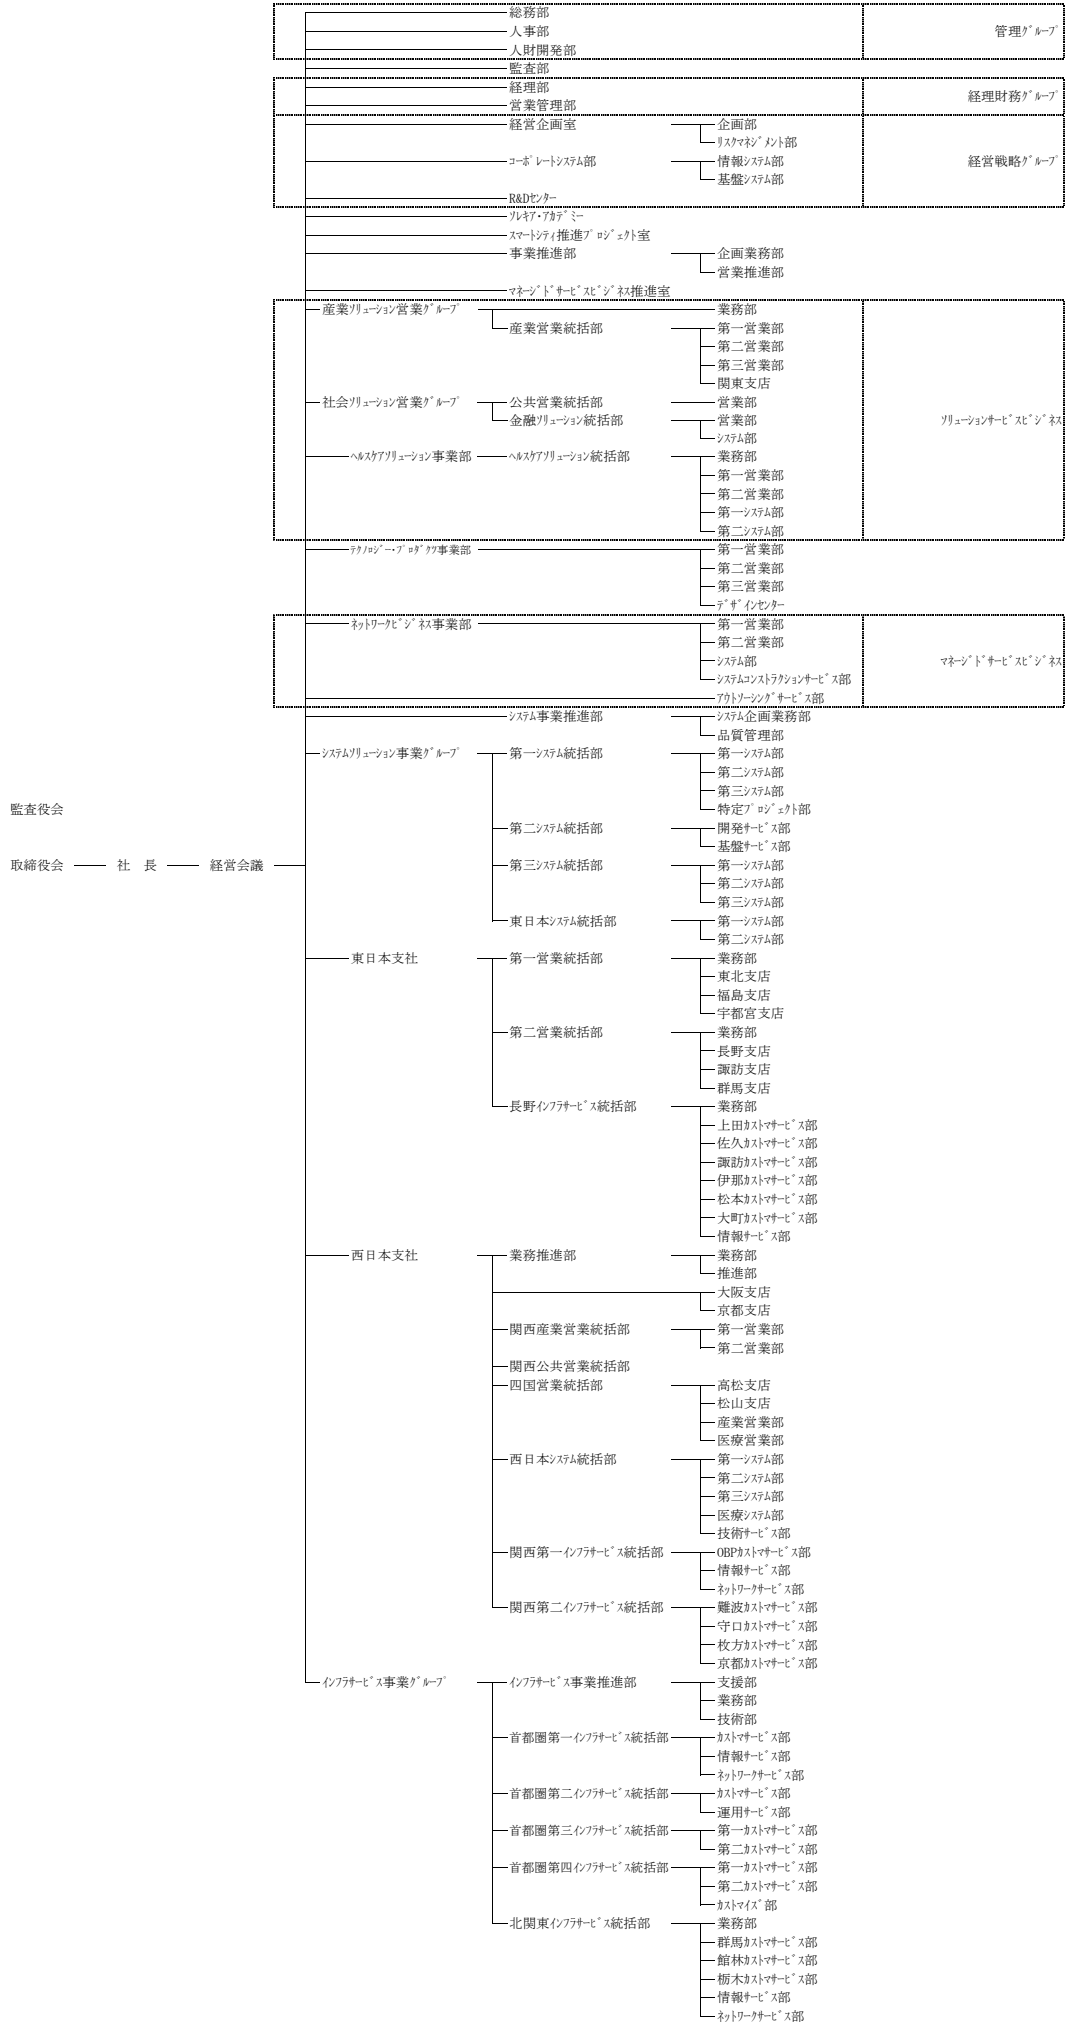 総務部
人事部 管理ｸﾞﾙｰﾌﾟ
人財開発部
監査部
経理部
経理財務ｸﾞﾙｰﾌﾟ
営業管理部
経営企画室 企画部
ﾘｽｸﾏﾈｼﾞﾒﾝﾄ部
ｺｰﾎﾟﾚｰﾄｼｽﾃﾑ部 情報ｼｽﾃﾑ部 経営戦略ｸﾞﾙｰﾌﾟ
基盤ｼｽﾃﾑ部
R&Dｾﾝﾀｰ
ｿﾚｷｱ・ｱｶﾃﾞﾐｰ
ｽﾏｰﾄｼﾃｨ推進ﾌﾟﾛｼﾞｪｸﾄ室
事業推進部 企画業務部
営業推進部
ﾏﾈｰｼﾞﾄﾞｻｰﾋﾞｽﾋﾞｼﾞﾈｽ推進室
産業ｿﾘｭｰｼｮﾝ営業ｸﾞﾙｰﾌﾟ 業務部
産業営業統括部 第一営業部
第二営業部
第三営業部
関東支店
社会ｿﾘｭｰｼｮﾝ営業ｸﾞﾙｰﾌﾟ 公共営業統括部 営業部
金融ｿﾘｭｰｼｮﾝ統括部 営業部 ｿﾘｭｰｼｮﾝｻｰﾋﾞｽﾋﾞｼﾞﾈｽ
ｼｽﾃﾑ部
ﾍﾙｽｹｱｿﾘｭｰｼｮﾝ事業部 ﾍﾙｽｹｱｿﾘｭｰｼｮﾝ統括部 業務部
第一営業部
第二営業部
第一ｼｽﾃﾑ部
第二ｼｽﾃﾑ部
ﾃｸﾉﾛｼﾞｰ・ﾌﾟﾛﾀﾞｸﾂ事業部 第一営業部
第二営業部
第三営業部
ﾃﾞｻﾞｲﾝｾﾝﾀｰ
ﾈｯﾄﾜｰｸﾋﾞｼﾞﾈｽ事業部 第一営業部
第二営業部
ｼｽﾃﾑ部 ﾏﾈｰｼﾞﾄﾞｻｰﾋﾞｽﾋﾞｼﾞﾈｽ
ｼｽﾃﾑｺﾝｽﾄﾗｸｼｮﾝｻｰﾋﾞｽ部
ｱｳﾄｿｰｼﾝｸﾞｻｰﾋﾞｽ部
ｼｽﾃﾑ事業推進部 ｼｽﾃﾑ企画業務部
品質管理部
ｼｽﾃﾑｿﾘｭｰｼｮﾝ事業ｸﾞﾙｰﾌﾟ 第一ｼｽﾃﾑ統括部 第一ｼｽﾃﾑ部
第二ｼｽﾃﾑ部
第三ｼｽﾃﾑ部
監査役会 特定ﾌﾟﾛｼﾞｪｸﾄ部
第二ｼｽﾃﾑ統括部 開発ｻｰﾋﾞｽ部
基盤ｻｰﾋﾞｽ部
取締役会 社　長 経営会議 第三ｼｽﾃﾑ統括部 第一ｼｽﾃﾑ部
第二ｼｽﾃﾑ部
第三ｼｽﾃﾑ部
東日本ｼｽﾃﾑ統括部 第一ｼｽﾃﾑ部
第二ｼｽﾃﾑ部
東日本支社 第一営業統括部 業務部
東北支店
福島支店
宇都宮支店
第二営業統括部 業務部
長野支店
諏訪支店
群馬支店
長野ｲﾝﾌﾗｻｰﾋﾞｽ統括部 業務部
上田ｶｽﾄﾏｻｰﾋﾞｽ部
佐久ｶｽﾄﾏｻｰﾋﾞｽ部
諏訪ｶｽﾄﾏｻｰﾋﾞｽ部
伊那ｶｽﾄﾏｻｰﾋﾞｽ部
松本ｶｽﾄﾏｻｰﾋﾞｽ部
大町ｶｽﾄﾏｻｰﾋﾞｽ部
情報ｻｰﾋﾞｽ部
西日本支社 業務推進部 業務部
推進部
大阪支店
京都支店
関西産業営業統括部 第一営業部
第二営業部
関西公共営業統括部
四国営業統括部 高松支店
松山支店
産業営業部
医療営業部
西日本ｼｽﾃﾑ統括部 第一ｼｽﾃﾑ部
第二ｼｽﾃﾑ部
第三ｼｽﾃﾑ部
医療ｼｽﾃﾑ部
技術ｻｰﾋﾞｽ部
関西第一ｲﾝﾌﾗｻｰﾋﾞｽ統括部 OBPｶｽﾄﾏｻｰﾋﾞｽ部
情報ｻｰﾋﾞｽ部
ﾈｯﾄﾜｰｸｻｰﾋﾞｽ部
関西第二ｲﾝﾌﾗｻｰﾋﾞｽ統括部 難波ｶｽﾄﾏｻｰﾋﾞｽ部
守口ｶｽﾄﾏｻｰﾋﾞｽ部
枚方ｶｽﾄﾏｻｰﾋﾞｽ部
京都ｶｽﾄﾏｻｰﾋﾞｽ部
ｲﾝﾌﾗｻｰﾋﾞｽ事業ｸﾞﾙｰﾌﾟ ｲﾝﾌﾗｻｰﾋﾞｽ事業推進部 支援部
業務部
技術部
首都圏第一ｲﾝﾌﾗｻｰﾋﾞｽ統括部 ｶｽﾄﾏｻｰﾋﾞｽ部
情報ｻｰﾋﾞｽ部
ﾈｯﾄﾜｰｸｻｰﾋﾞｽ部
首都圏第二ｲﾝﾌﾗｻｰﾋﾞｽ統括部 ｶｽﾄﾏｻｰﾋﾞｽ部
運用ｻｰﾋﾞｽ部
首都圏第三ｲﾝﾌﾗｻｰﾋﾞｽ統括部 第一ｶｽﾄﾏｻｰﾋﾞｽ部
第二ｶｽﾄﾏｻｰﾋﾞｽ部
首都圏第四ｲﾝﾌﾗｻｰﾋﾞｽ統括部 第一ｶｽﾄﾏｻｰﾋﾞｽ部
第二ｶｽﾄﾏｻｰﾋﾞｽ部
ｶｽﾄﾏｲｽﾞ部
北関東ｲﾝﾌﾗｻｰﾋﾞｽ統括部 業務部
群馬ｶｽﾄﾏｻｰﾋﾞｽ部
館林ｶｽﾄﾏｻｰﾋﾞｽ部
栃木ｶｽﾄﾏｻｰﾋﾞｽ部
情報ｻｰﾋﾞｽ部
ﾈｯﾄﾜｰｸｻｰﾋﾞｽ部